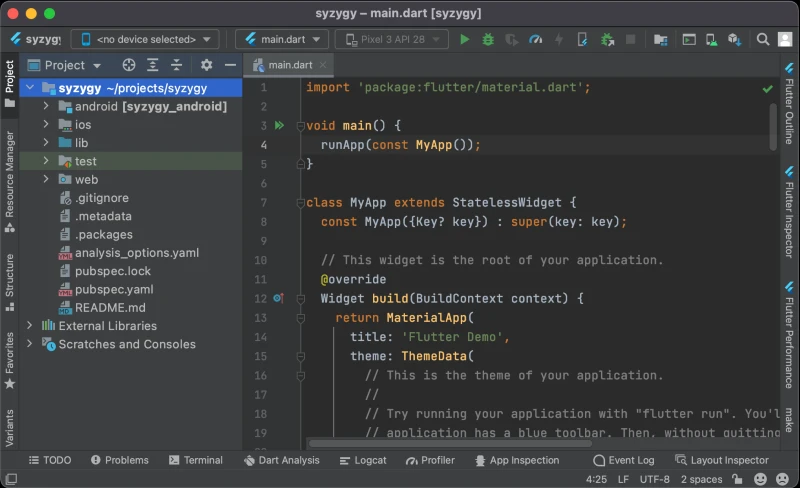 syzygy – main.dart [syzygy]
syzygy
<no device selected>
main.dart
Pixel 3 API 28
Project
Resource Manager
Structure
Favorites
Variants
Project
syzygy ~/projects/syzygy
android [syzygy_android]
ios
lib
test
web
.gitignore
.metadata
.packages
analysis_options.yaml
pubspec.lock
pubspec.yaml
README.md
External Libraries
Scratches and Consoles
main.dart
1 import 'package:flutter/material.dart';
2
3 void main() {
4 runApp(const MyApp());
5 }
6
7 class MyApp extends StatelessWidget {
8 const MyApp({Key? key}) : super(key: key);
9
10 // This widget is the root of your application.
11 @override
12 Widget build(BuildContext context) {
13 return MaterialApp(
14 title: 'Flutter Demo',
15 theme: ThemeData(
16 // This is the theme of your application.
17 //
18 // Try running your application with "flutter run". You'l
19 // application has a blue toolbar. Then, without quitting
Flutter Outline
Flutter Inspector
Flutter Performance
make
TODO
Problems
Terminal
Dart Analysis
Logcat
Profiler
App Inspection
Event Log
Layout Inspector
4:25 LF UTF-8 2 spaces